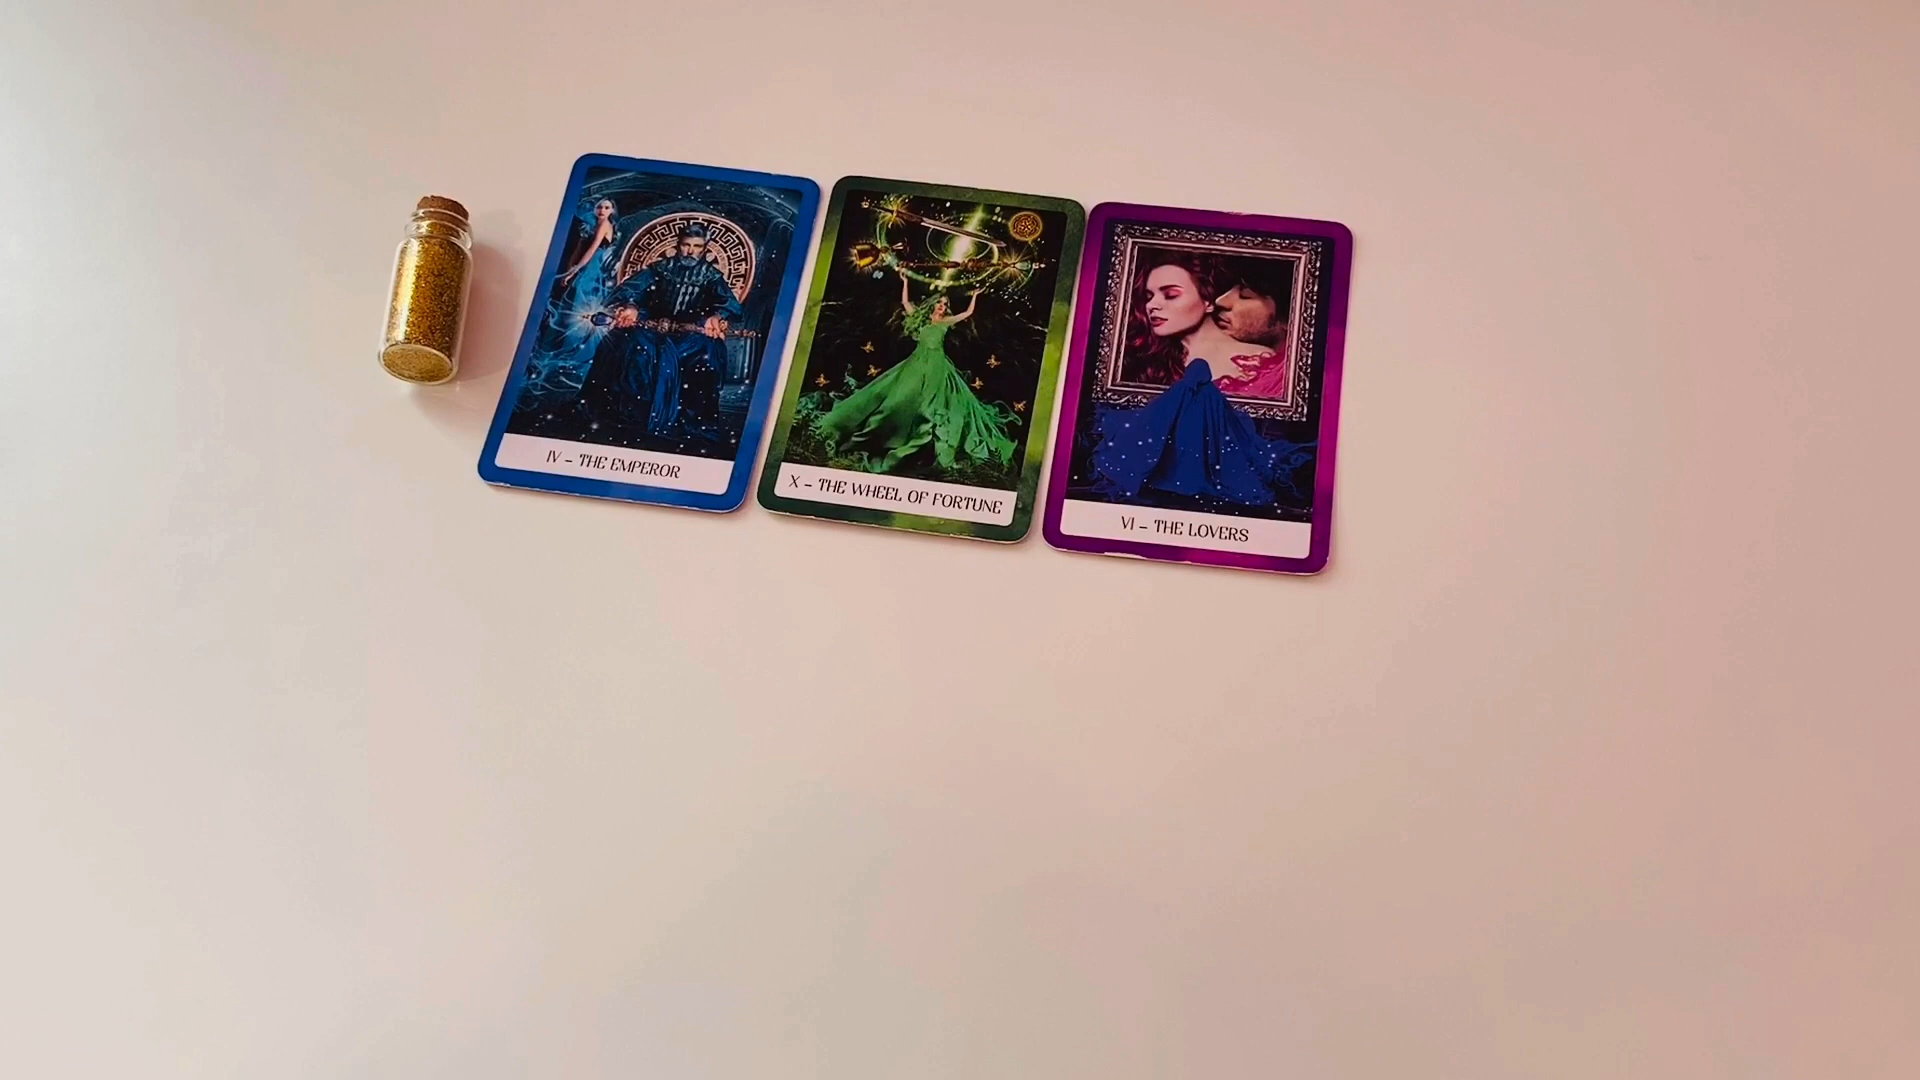 IV – THE EMPEROR
X – THE WHEEL OF FORTUNE
VI – THE LOVERS